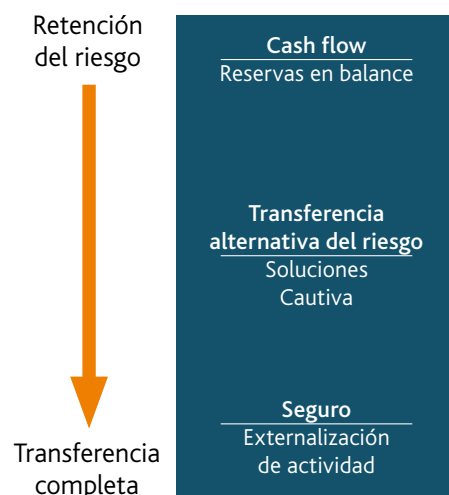 Retención
del riesgo
Cash flow
Reservas en balance
Transferencia
alternativa del riesgo
Soluciones
Cautiva
Seguro
Externalización
de actividad
Transferencia
completa